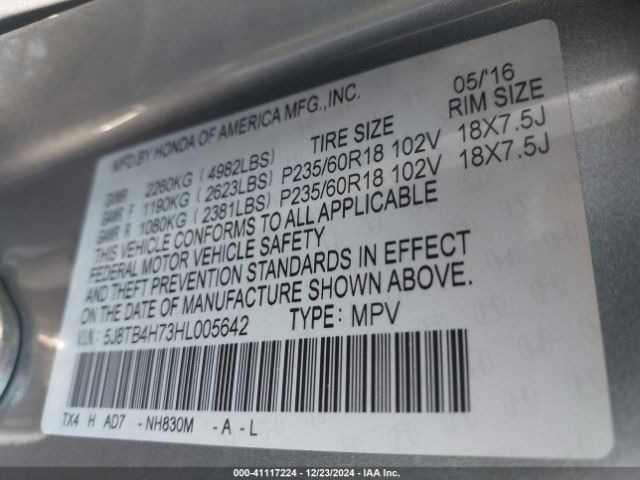 MFD.BY HONDA OF AMERICA MFG.,INC. 05/'16
TIRE SIZE RIM SIZE
GVWR 2260KG ( 4982LBS)
GAWR F 1190KG ( 2623LBS) P235/60R18 102V 18X7.5J
GAWR R 1080KG ( 2381LBS) P235/60R18 102V 18X7.5J
THIS VEHICLE CONFORMS TO ALL APPLICABLE
FEDERAL MOTOR VEHICLE SAFETY
AND THEFT PREVENTION STANDARDS IN EFFECT
ON THE DATE OF MANUFACTURE SHOWN ABOVE.
V.I.N.: 5J8TB4H73HL005642 TYPE: MPV
TX4 H AD7 - NH830M - A - L
000-41117224 | 12/23/2024 - IAA Inc.